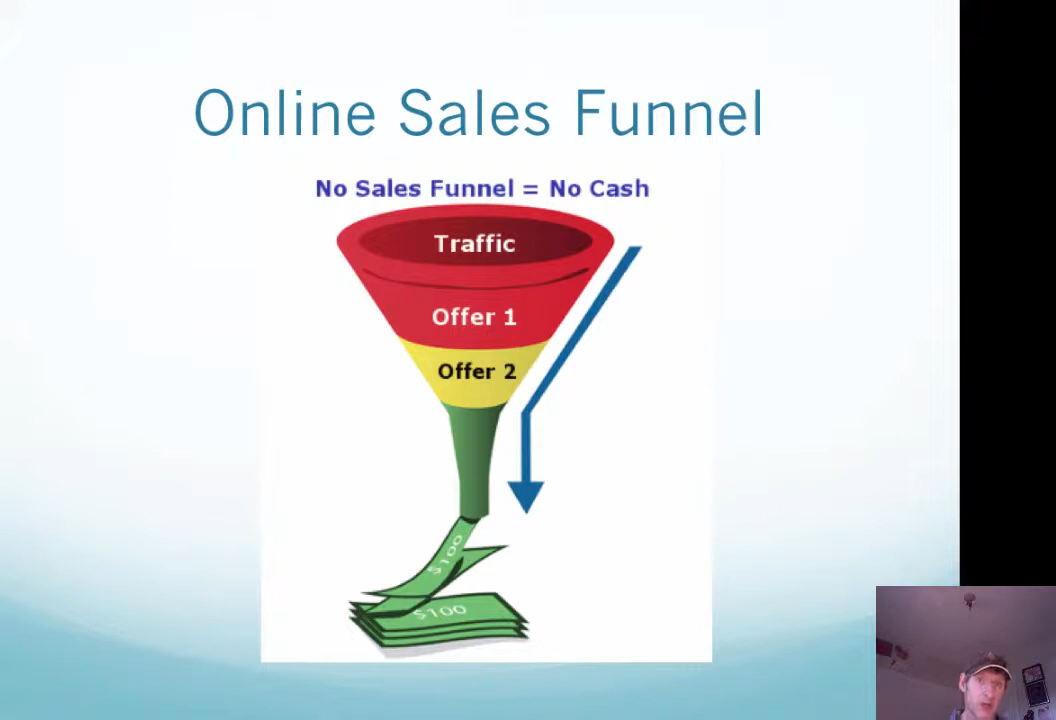 Online Sales Funnel
No Sales Funnel = No Cash
Traffic
Offer 1
Offer 2
$100
$100